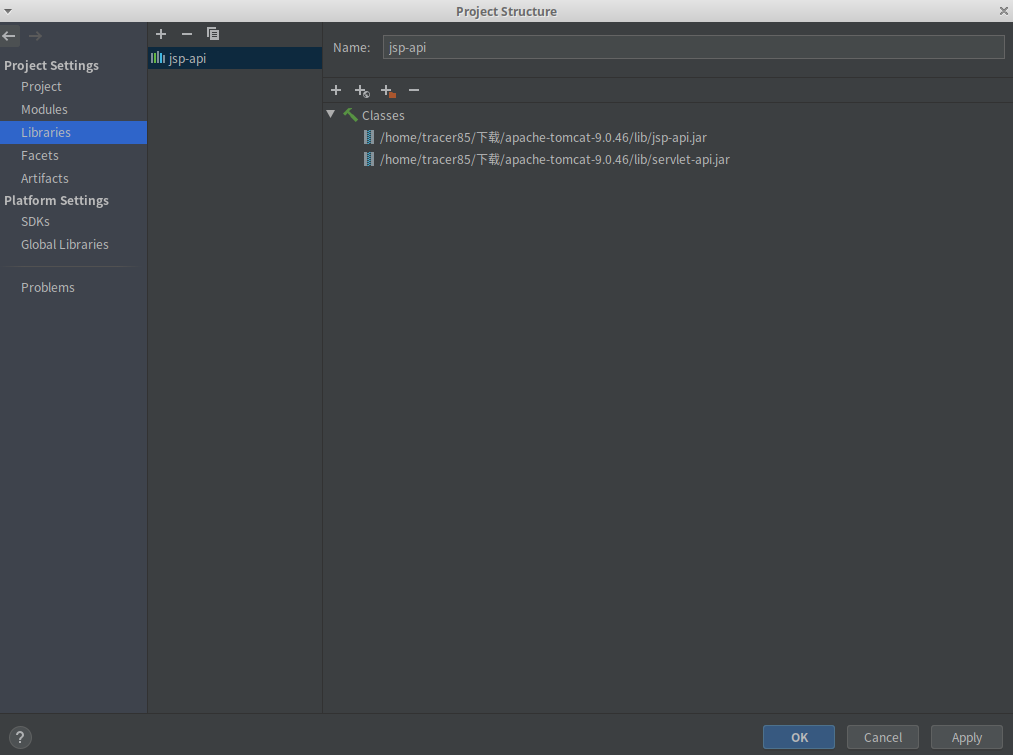 Project Structure
Project Settings
Project
Modules
Libraries
Facets
Artifacts
Platform Settings
SDKs
Global Libraries
Problems
jsp-api
Name: jsp-api
Classes
/home/tracer85/下载/apache-tomcat-9.0.46/lib/jsp-api.jar
/home/tracer85/下载/apache-tomcat-9.0.46/lib/servlet-api.jar
? OK Cancel Apply